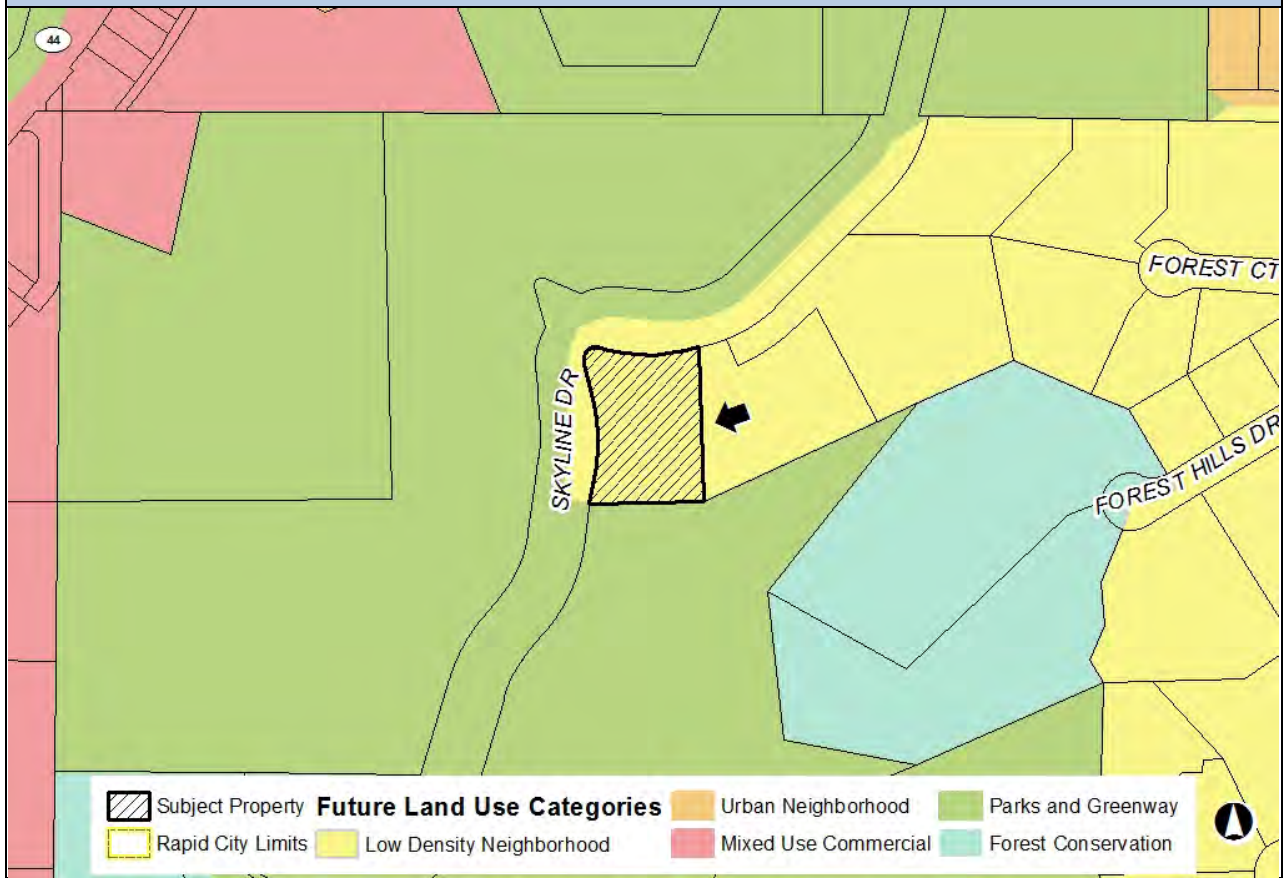 44
FOREST CT
SKYLINE DR
FOREST HILLS DR
Subject Property Future Land Use Categories Urban Neighborhood Parks and Greenway
Rapid City Limits Low Density Neighborhood Mixed Use Commercial Forest Conservation